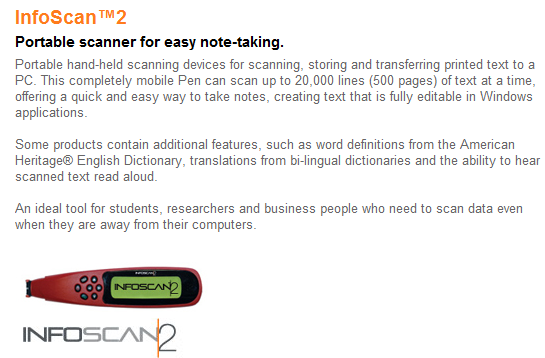 InfoScan™2
Portable scanner for easy note-taking.
Portable hand-held scanning devices for scanning, storing and transferring printed text to a
PC. This completely mobile Pen can scan up to 20,000 lines (500 pages) of text at a time,
offering a quick and easy way to take notes, creating text that is fully editable in Windows
applications.
Some products contain additional features, such as word definitions from the American
Heritage® English Dictionary, translations from bi-lingual dictionaries and the ability to hear
scanned text read aloud.
An ideal tool for students, researchers and business people who need to scan data even
when they are away from their computers.
INFOSCAN2
INFOSCAN2
INFOSCAN2